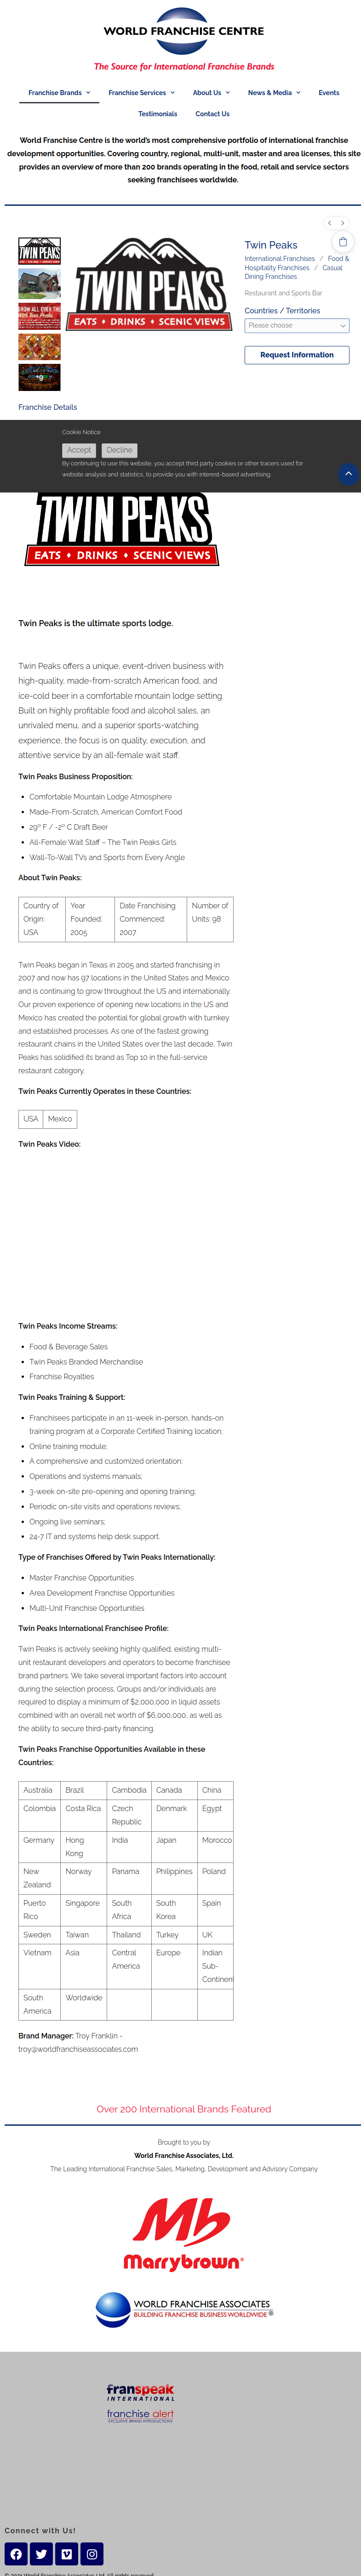 WORLD FRANCHISE CENTRE
The Source for International Franchise Brands
Franchise Brands
Franchise Services
About Us
News & Media
Events
Testimonials
Contact Us
World Franchise Centre is the world's most comprehensive portfolio of international franchise
development opportunities. Covering country, regional, multi-unit, master and area licenses, this site
provides an overview of more than 200 brands operating in the food, retail and service sectors
seeking franchisees worldwide.
TWIN PEAKS
EATS • DRINKS • SCENIC VIEWS
+9
Twin Peaks
International Franchises / Food &
Hospitality Franchises / Casual
Dining Franchises
Restaurant and Sports Bar
Countries / Territories
Please choose
Request Information
Franchise Details
Cookie Notice
Accept
Decline
By continuing to use this website, you accept third party cookies or other tracers used for
website analysis and statistics, to provide you with interest-based advertising.
TWIN PEAKS
EATS • DRINKS • SCENIC VIEWS
Twin Peaks is the ultimate sports lodge.
Twin Peaks offers a unique, event-driven business with
high-quality, made-from-scratch American food, and
ice-cold beer in a comfortable mountain lodge setting.
Built on highly profitable food and alcohol sales, an
unrivaled menu, and a superior sports-watching
experience, the focus is on quality, execution, and
attentive service by an all-female wait staff.
Twin Peaks Business Proposition:
Comfortable Mountain Lodge Atmosphere
Made-From-Scratch, American Comfort Food
29º F / -2º C Draft Beer
All-Female Wait Staff – The Twin Peaks Girls
Wall-To-Wall TVs and Sports from Every Angle
About Twin Peaks:
Country of
Origin:
USA
Year
Founded:
2005
Date Franchising
Commenced:
2007
Number of
Units: 98
Twin Peaks began in Texas in 2005 and started franchising in
2007 and now has 97 locations in the United States and Mexico
and is continuing to grow throughout the US and internationally.
Our proven experience of opening new locations in the US and
Mexico has created the potential for global growth with turnkey
and established processes. As one of the fastest growing
restaurant chains in the United States over the last decade, Twin
Peaks has solidified its brand as Top 10 in the full-service
restaurant category.
Twin Peaks Currently Operates in these Countries:
USA
Mexico
Twin Peaks Video:
Twin Peaks Income Streams:
Food & Beverage Sales
Twin Peaks Branded Merchandise
Franchise Royalties
Twin Peaks Training & Support:
Franchisees participate in an 11-week in-person, hands-on
training program at a Corporate Certified Training location;
Online training module;
A comprehensive and customized orientation;
Operations and systems manuals;
3-week on-site pre-opening and opening training;
Periodic on-site visits and operations reviews;
Ongoing live seminars;
24-7 IT and systems help desk support.
Type of Franchises Offered by Twin Peaks Internationally:
Master Franchise Opportunities
Area Development Franchise Opportunities
Multi-Unit Franchise Opportunities
Twin Peaks International Franchisee Profile:
Twin Peaks is actively seeking highly qualified, existing multi-
unit restaurant developers and operators to become franchisee
brand partners. We take several important factors into account
during the selection process. Groups and/or individuals are
required to display a minimum of $2,000,000 in liquid assets
combined with an overall net worth of $6,000,000, as well as
the ability to secure third-party financing.
Twin Peaks Franchise Opportunities Available in these
Countries:
Australia
Brazil
Cambodia
Canada
China
Colombia
Costa Rica
Czech
Republic
Denmark
Egypt
Germany
Hong
Kong
India
Japan
Morocco
New
Zealand
Norway
Panama
Philippines
Poland
Puerto
Rico
Singapore
South
Africa
South
Korea
Spain
Sweden
Taiwan
Thailand
Turkey
UK
Vietnam
Asia
Central
America
Europe
Indian
Sub-
Continent
South
America
Worldwide
Brand Manager: Troy Franklin -
troy@worldfranchiseassociates.com
Over 200 International Brands Featured
Brought to you by
World Franchise Associates, Ltd.
The Leading International Franchise Sales, Marketing, Development and Advisory Company
Marrybrown®
WORLD FRANCHISE ASSOCIATES
BUILDING FRANCHISE BUSINESS WORLDWIDE ®
franspeak
INTERNATIONAL
franchise alert
EXCLUSIVE BRAND INTRODUCTIONS
Connect with Us!